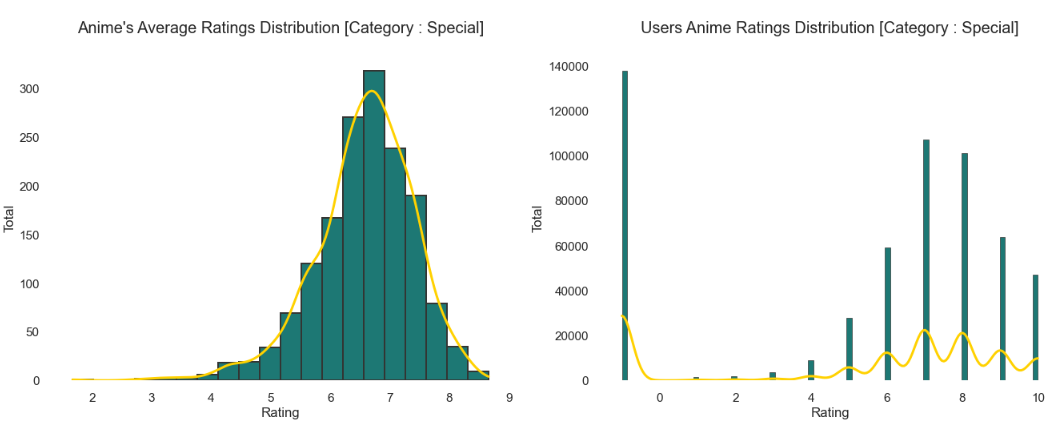 Anime's Average Ratings Distribution [Category : Special]
300
250
200
150
100
50
0
Total
2 3 4 5 6 7 8 9
Rating
Users Anime Ratings Distribution [Category : Special]
140000
120000
100000
80000
60000
40000
20000
0
Total
0 2 4 6 8 10
Rating